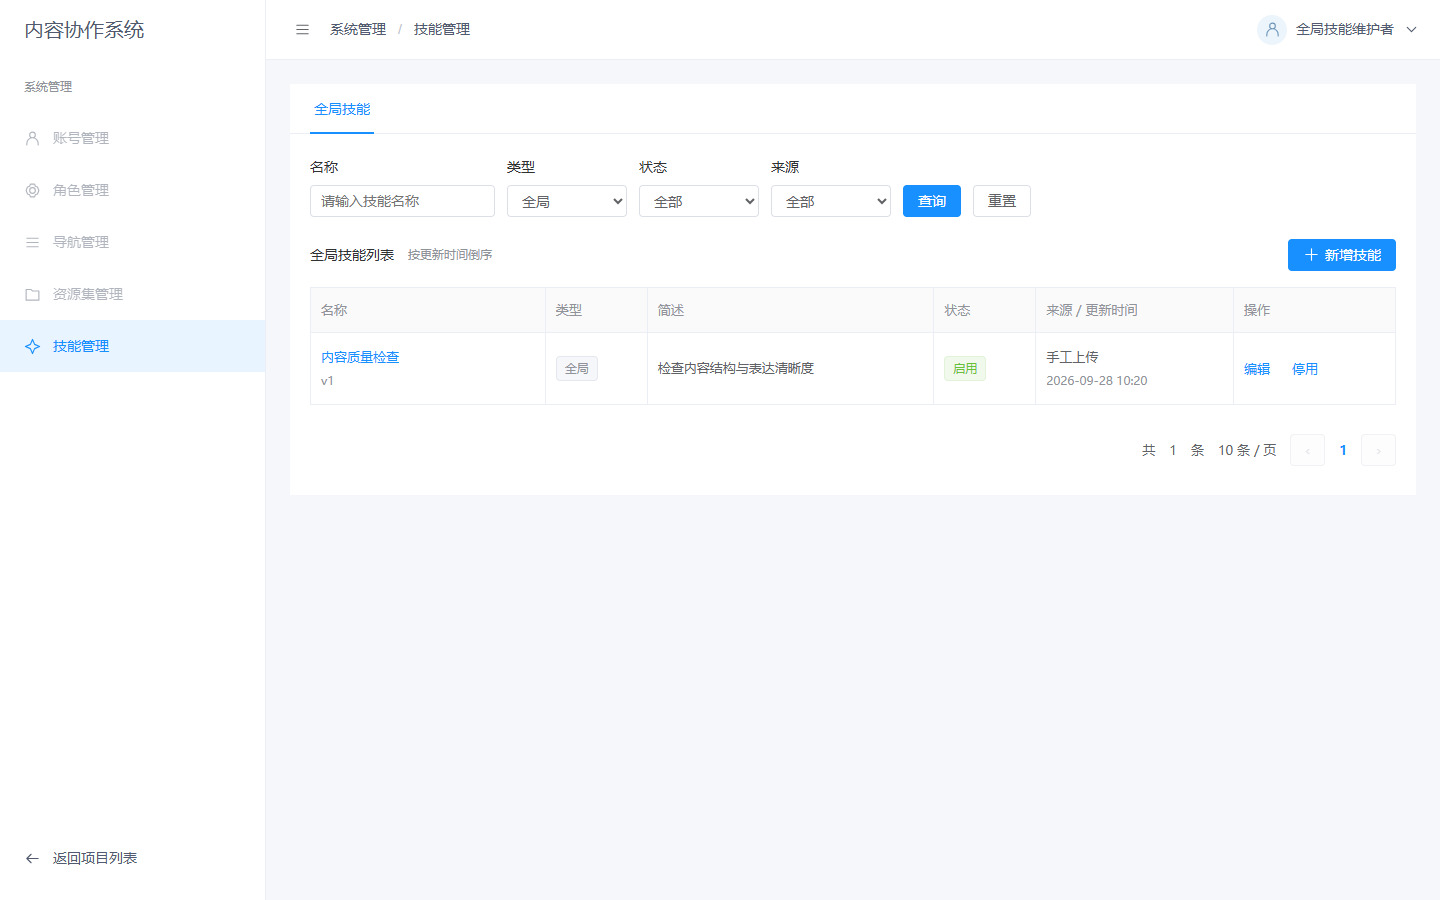 内容协作系统
系统管理
账号管理
角色管理
导航管理
资源集管理
技能管理
返回项目列表
系统管理 / 技能管理
全局技能维护者
全局技能
名称 类型 状态 来源
请输入技能名称 全局 全部 全部 查询 重置
全局技能列表 按更新时间倒序 新增技能
名称 类型 简述 状态 来源 / 更新时间 操作
内容质量检查 全局 检查内容结构与表达清晰度 启用 手工上传 编辑 停用
v1 2026-09-28 10:20
共 1 条 10 条 / 页 ‹ 1 ›